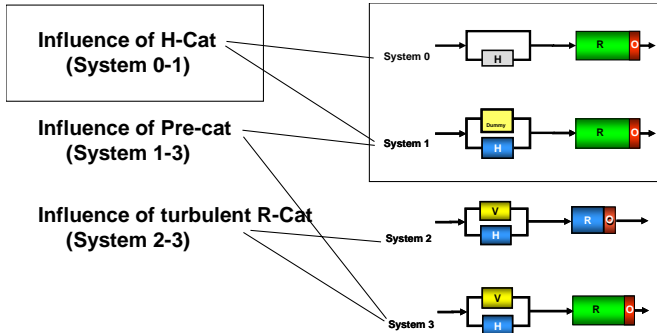 Influence of H-Cat
(System 0-1)
System 0
H
R
O
Influence of Pre-cat
(System 1-3)
System 1
Dummy
H
R
O
Influence of turbulent R-Cat
(System 2-3)
System 2
V
H
R
O
System 3
V
H
R
O